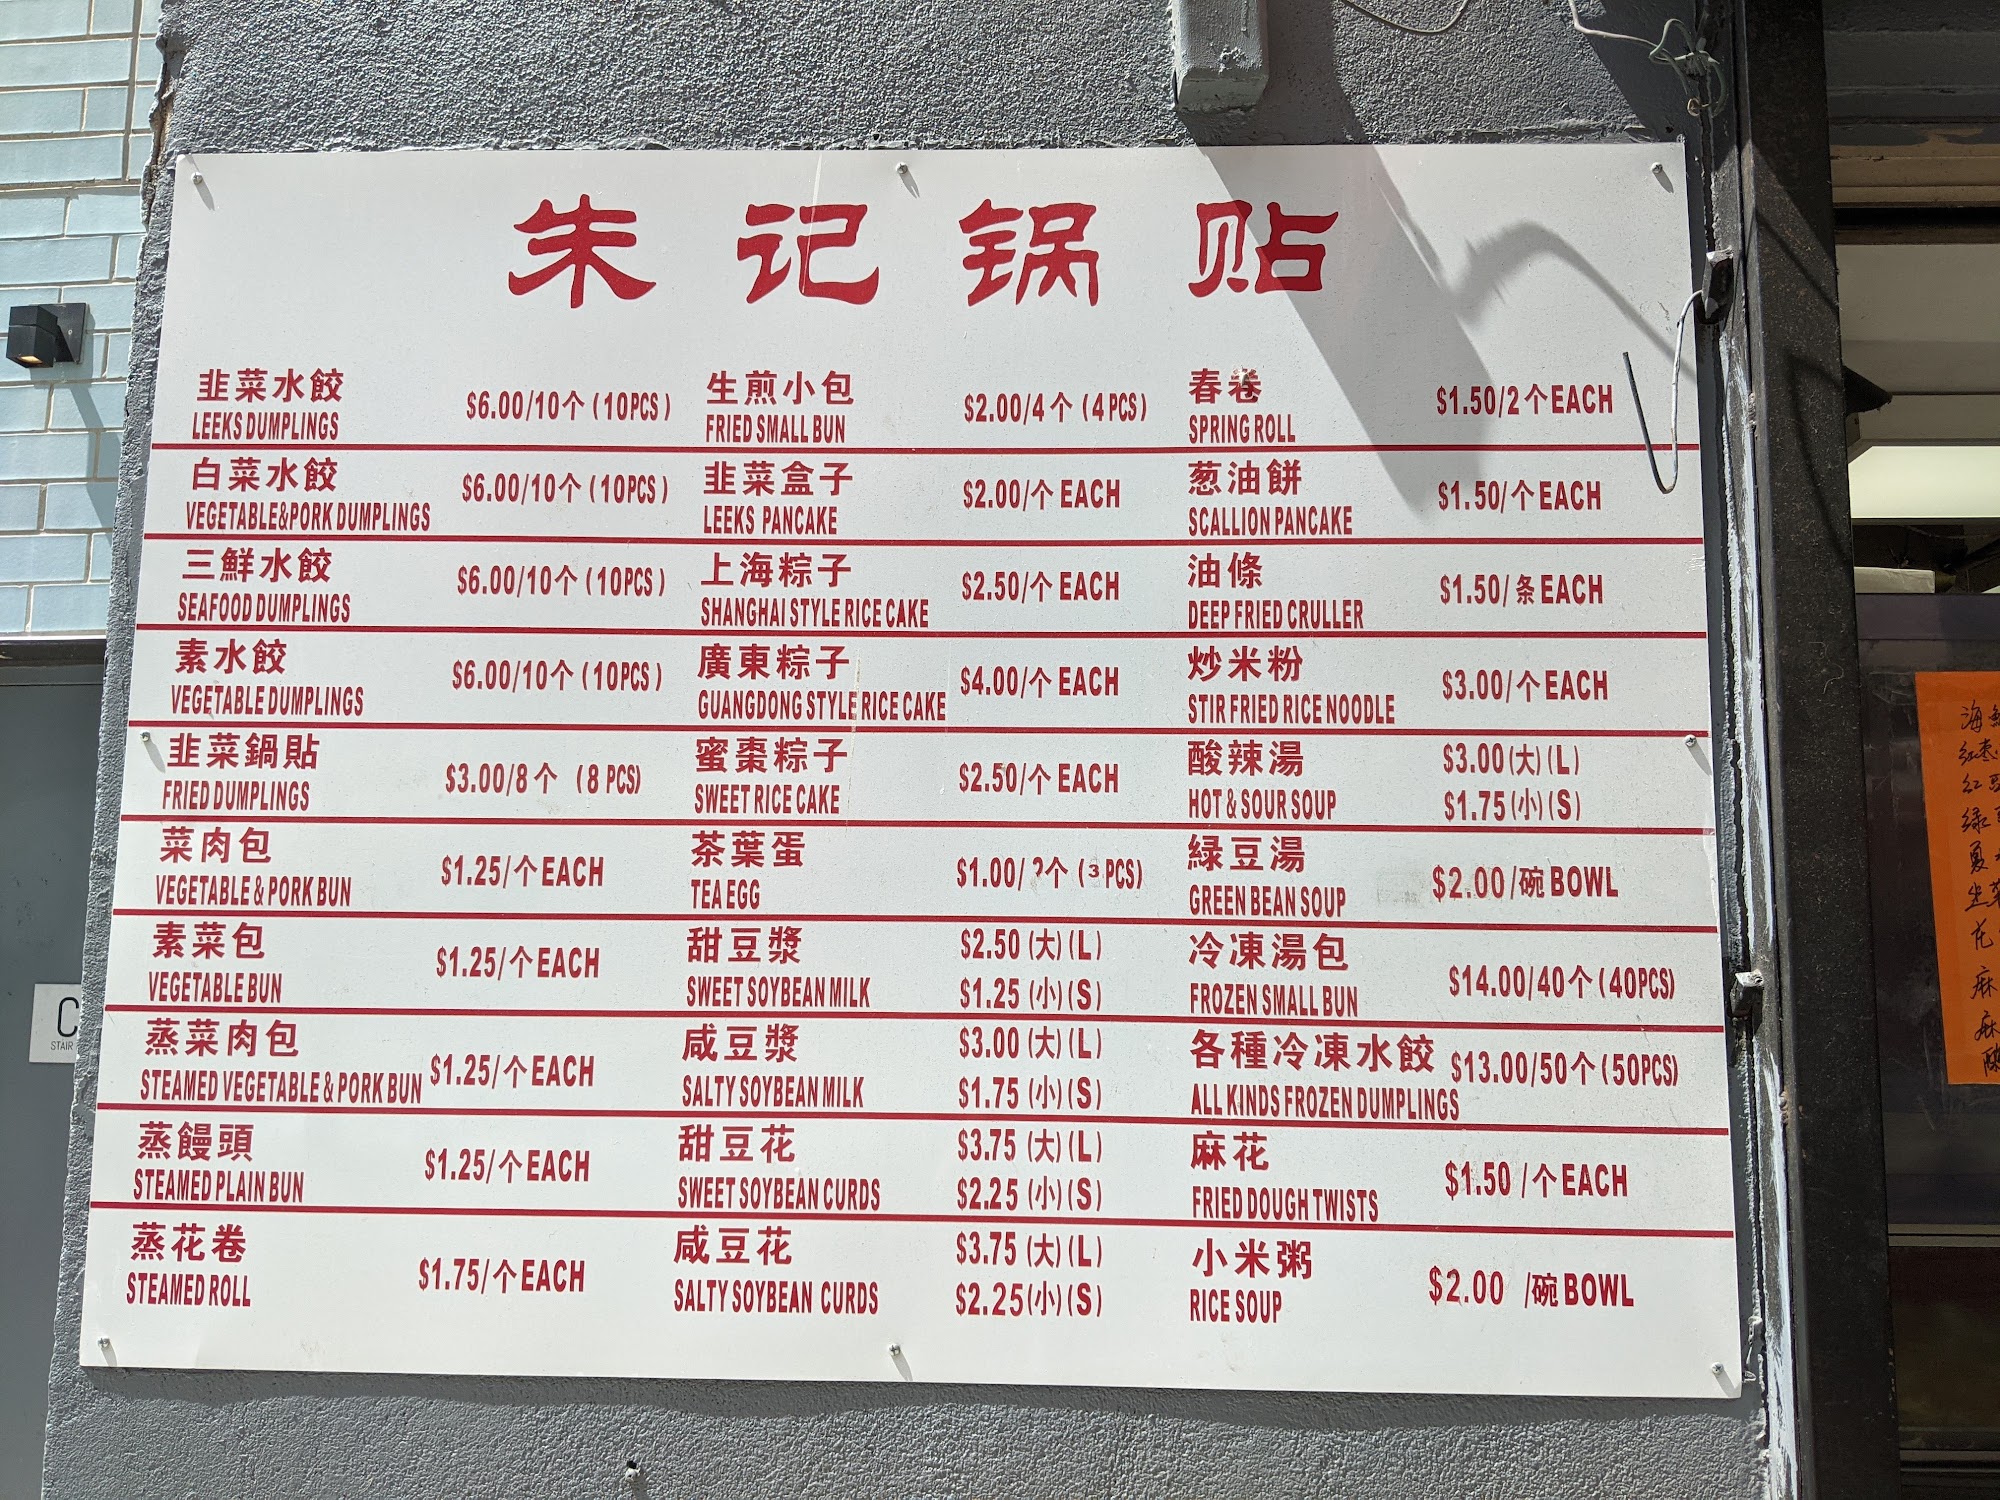 朱记锅贴
韭菜水餃
LEEKS DUMPLINGS
$6.00/10个 (10PCS)
白菜水餃
VEGETABLE&PORK DUMPLINGS
$6.00/10个 (10PCS)
三鮮水餃
SEAFOOD DUMPLINGS
$6.00/10个 (10PCS)
素水餃
VEGETABLE DUMPLINGS
$6.00/10个 (10PCS)
韭菜鍋貼
FRIED DUMPLINGS
$3.00/8个 (8 PCS)
菜肉包
VEGETABLE & PORK BUN
$1.25/个 EACH
素菜包
VEGETABLE BUN
$1.25/个 EACH
蒸菜肉包
STEAMED VEGETABLE & PORK BUN
$1.25/个 EACH
蒸饅頭
STEAMED PLAIN BUN
$1.25/个 EACH
蒸花卷
STEAMED ROLL
$1.75/个 EACH
生煎小包
FRIED SMALL BUN
$2.00/4个 (4 PCS)
韭菜盒子
LEEKS PANCAKE
$2.00/个 EACH
上海粽子
SHANGHAI STYLE RICE CAKE
$2.50/个 EACH
廣東粽子
GUANGDONG STYLE RICE CAKE
$4.00/个 EACH
蜜棗粽子
SWEET RICE CAKE
$2.50/个 EACH
茶葉蛋
TEA EGG
$1.00/ 个 (3 PCS)
甜豆漿
SWEET SOYBEAN MILK
$2.50 (大) (L)
$1.25 (小) (S)
咸豆漿
SALTY SOYBEAN MILK
$3.00 (大) (L)
$1.75 (小) (S)
甜豆花
SWEET SOYBEAN CURDS
$3.75 (大) (L)
$2.25 (小) (S)
咸豆花
SALTY SOYBEAN CURDS
$3.75 (大) (L)
$2.25 (小) (S)
春卷
SPRING ROLL
$1.50/2个 EACH
葱油餅
SCALLION PANCAKE
$1.50/个 EACH
油條
DEEP FRIED CRULLER
$1.50/条 EACH
炒米粉
STIR FRIED RICE NOODLE
$3.00/个 EACH
酸辣湯
HOT & SOUR SOUP
$3.00 (大) (L)
$1.75 (小) (S)
緑豆湯
GREEN BEAN SOUP
$2.00 /碗 BOWL
冷凍湯包
FROZEN SMALL BUN
$14.00/40个 (40PCS)
各種冷凍水餃
ALL KINDS FROZEN DUMPLINGS
$13.00/50个 (50PCS)
麻花
FRIED DOUGH TWISTS
$1.50 /个 EACH
小米粥
RICE SOUP
$2.00 /碗 BOWL
STAIR